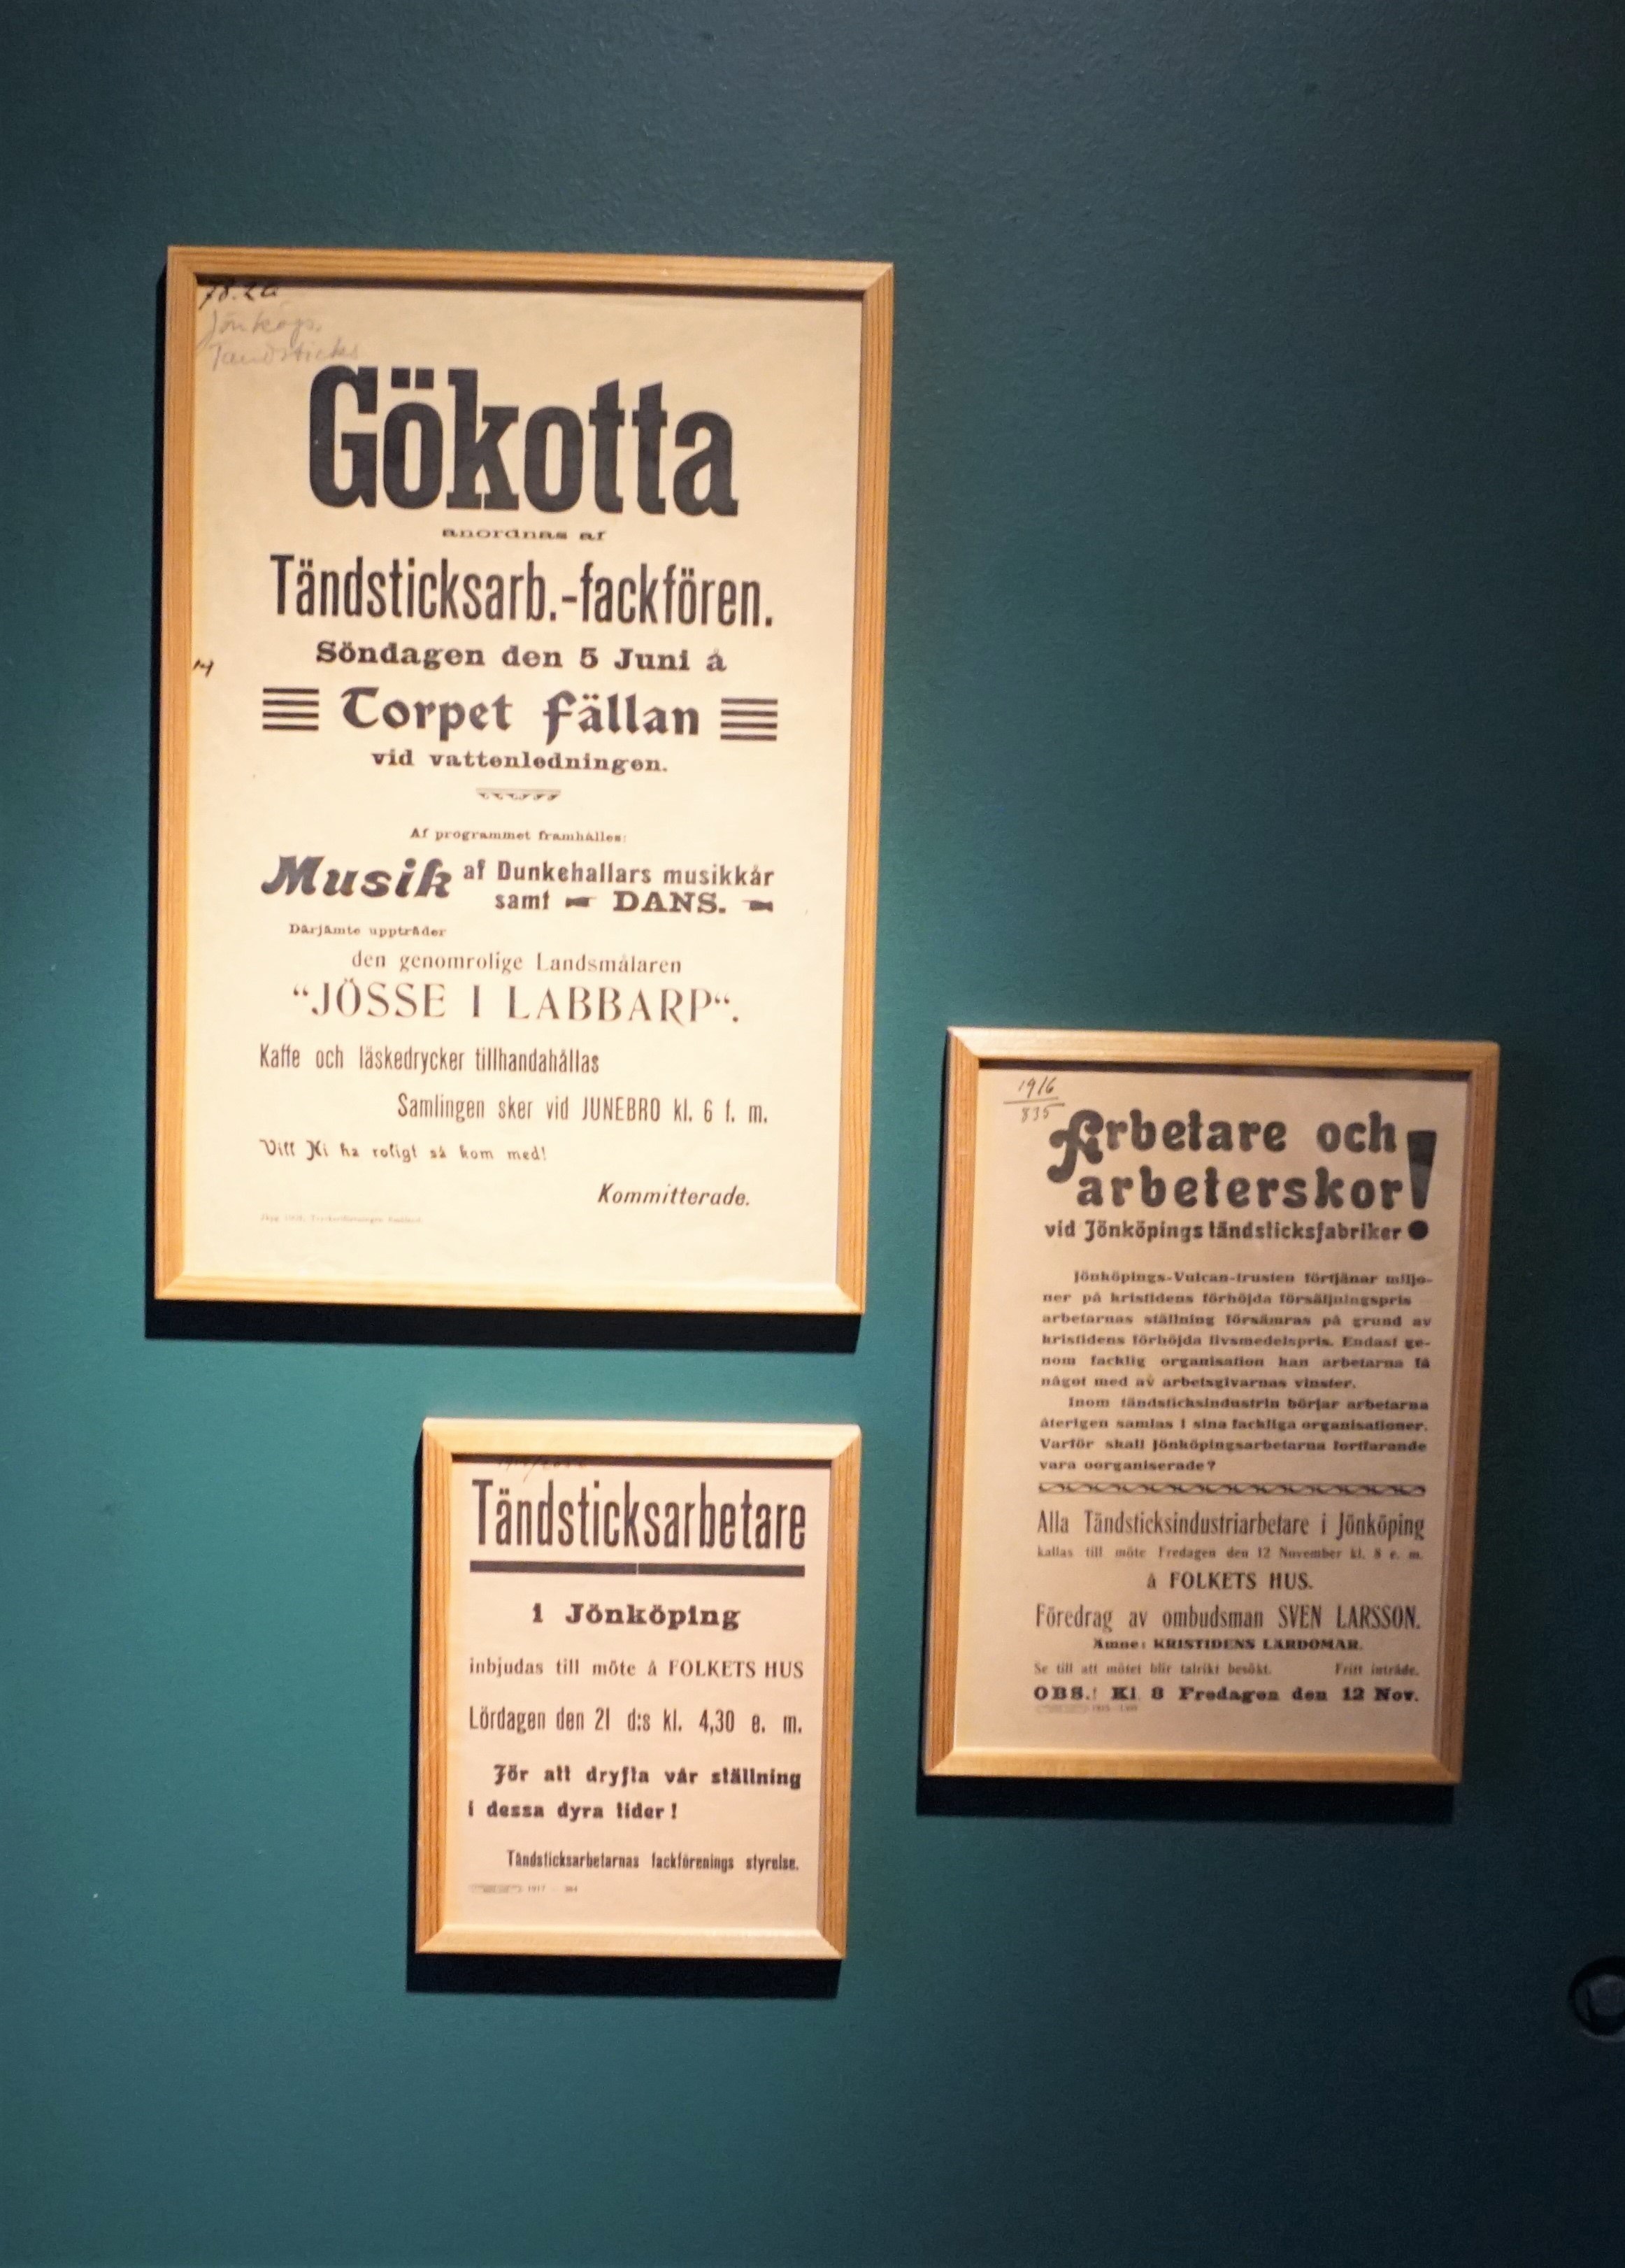 78.2a
Jönköps.
Tändsticks
Gökotta
anordnas af
Tändsticksarb.-fackfören.
Söndagen den 5 Juni å
Torpet Fällan
vid vattenledningen.
Af programmet framhålles:
Musik af Dunkehallars musikkår
samt DANS.
Därjämte uppträder
den genomrolige Landsmålaren
“JÖSSE I LABBARP“.
Kaffe och läskedrycker tillhandahållas
Samlingen sker vid JUNEBRO kl. 6 f. m.
Vill Ni ha roligt så kom med!
Kommitterade.
Tändsticksarbetare
i Jönköping
inbjudas till möte å FOLKETS HUS
Lördagen den 21 d:s kl. 4,30 e. m.
För att dryfta vår ställning
i dessa dyra tider!
Tändsticksarbetarnas fackförenings styrelse.
1917
1916
835
Arbetare och
arbeterskor!
vid Jönköpings tändsticksfabriker
Jönköpings-Vulcan-trusten förtjänar miljo-
ner på kristidens förhöjda försäljningspris
arbetarnas ställning försämras på grund av
kristidens förhöjda livsmedelspris. Endast ge-
nom facklig organisation kan arbetarna få
något med av arbetsgivarnas vinster.
Inom tändsticksindustrin börjar arbetarna
återigen samlas i sina fackliga organisationer.
Varför skall Jönköpingsarbetarna fortfarande
vara oorganiserade?
Alla Tändsticksindustriarbetare i Jönköping
kallas till möte Fredagen den 12 November kl. 8 e. m.
å FOLKETS HUS.
Föredrag av ombudsman SVEN LARSSON.
Ämne: KRISTIDENS LÄRDOMAR.
Se till att mötet blir talrikt besökt. Fritt inträde.
OBS.! Kl. 8 Fredagen den 12 Nov.